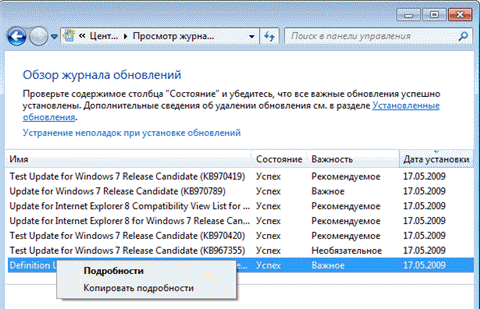 « Цент... ▸ Просмотр журна...
Поиск в панели управления
Обзор журнала обновлений
Проверьте содержимое столбца "Состояние" и убедитесь, что все важные обновления успешно
установлены. Дополнительные сведения об удалении обновления см. в разделе Установленные
обновления.
Устранение неполадок при установке обновлений
Имя Состояние Важность Дата установки
Test Update for Windows 7 Release Candidate (KB970419) Успех Рекомендуемое 17.05.2009
Update for Windows 7 Release Candidate (KB970789) Успех Важное 17.05.2009
Update for Internet Explorer 8 Compatibility View List for ... Успех Рекомендуемое 17.05.2009
Update for Internet Explorer 8 for Windows 7 Release Can... Успех Рекомендуемое 17.05.2009
Test Update for Windows 7 Release Candidate (KB970420) Успех Рекомендуемое 17.05.2009
Test Update for Windows 7 Release Candidate (KB967355) Успех Необязательное 17.05.2009
Definition e... Успех Важное 17.05.2009
Подробности
Копировать подробности